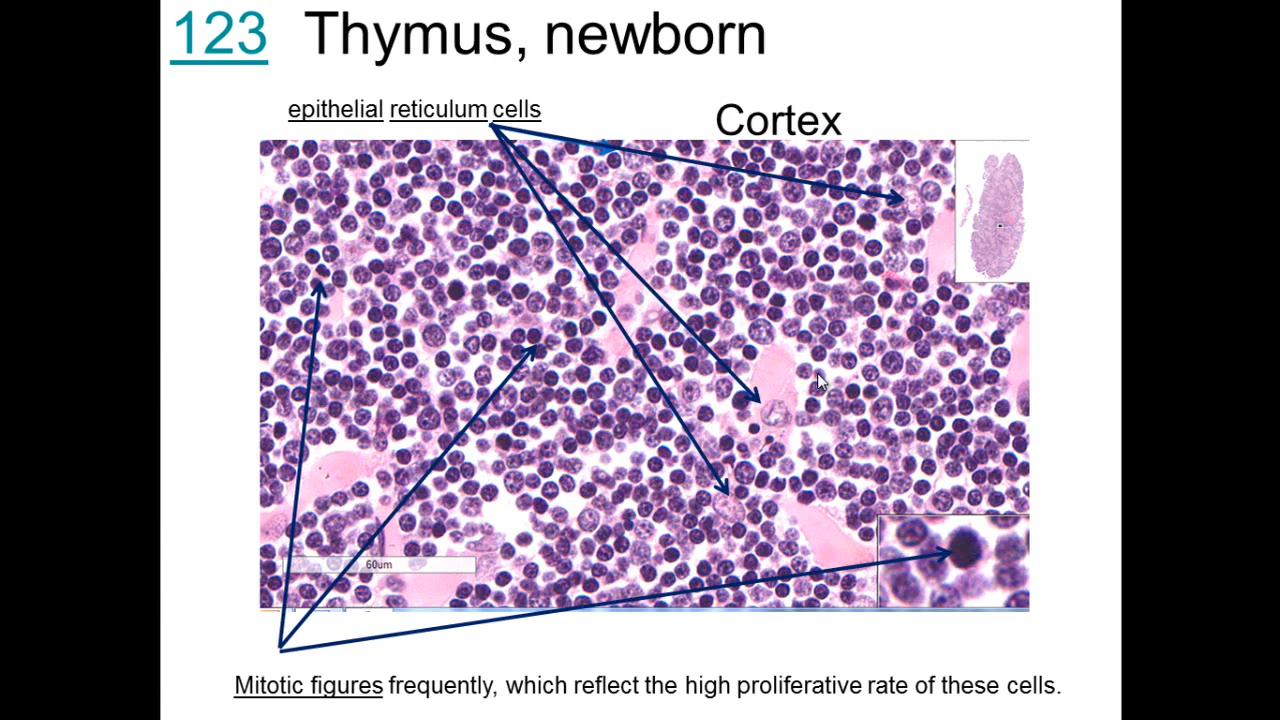 123 Thymus, newborn
epithelial reticulum cells
Cortex
60um
Mitotic figures frequently, which reflect the high proliferative rate of these cells.